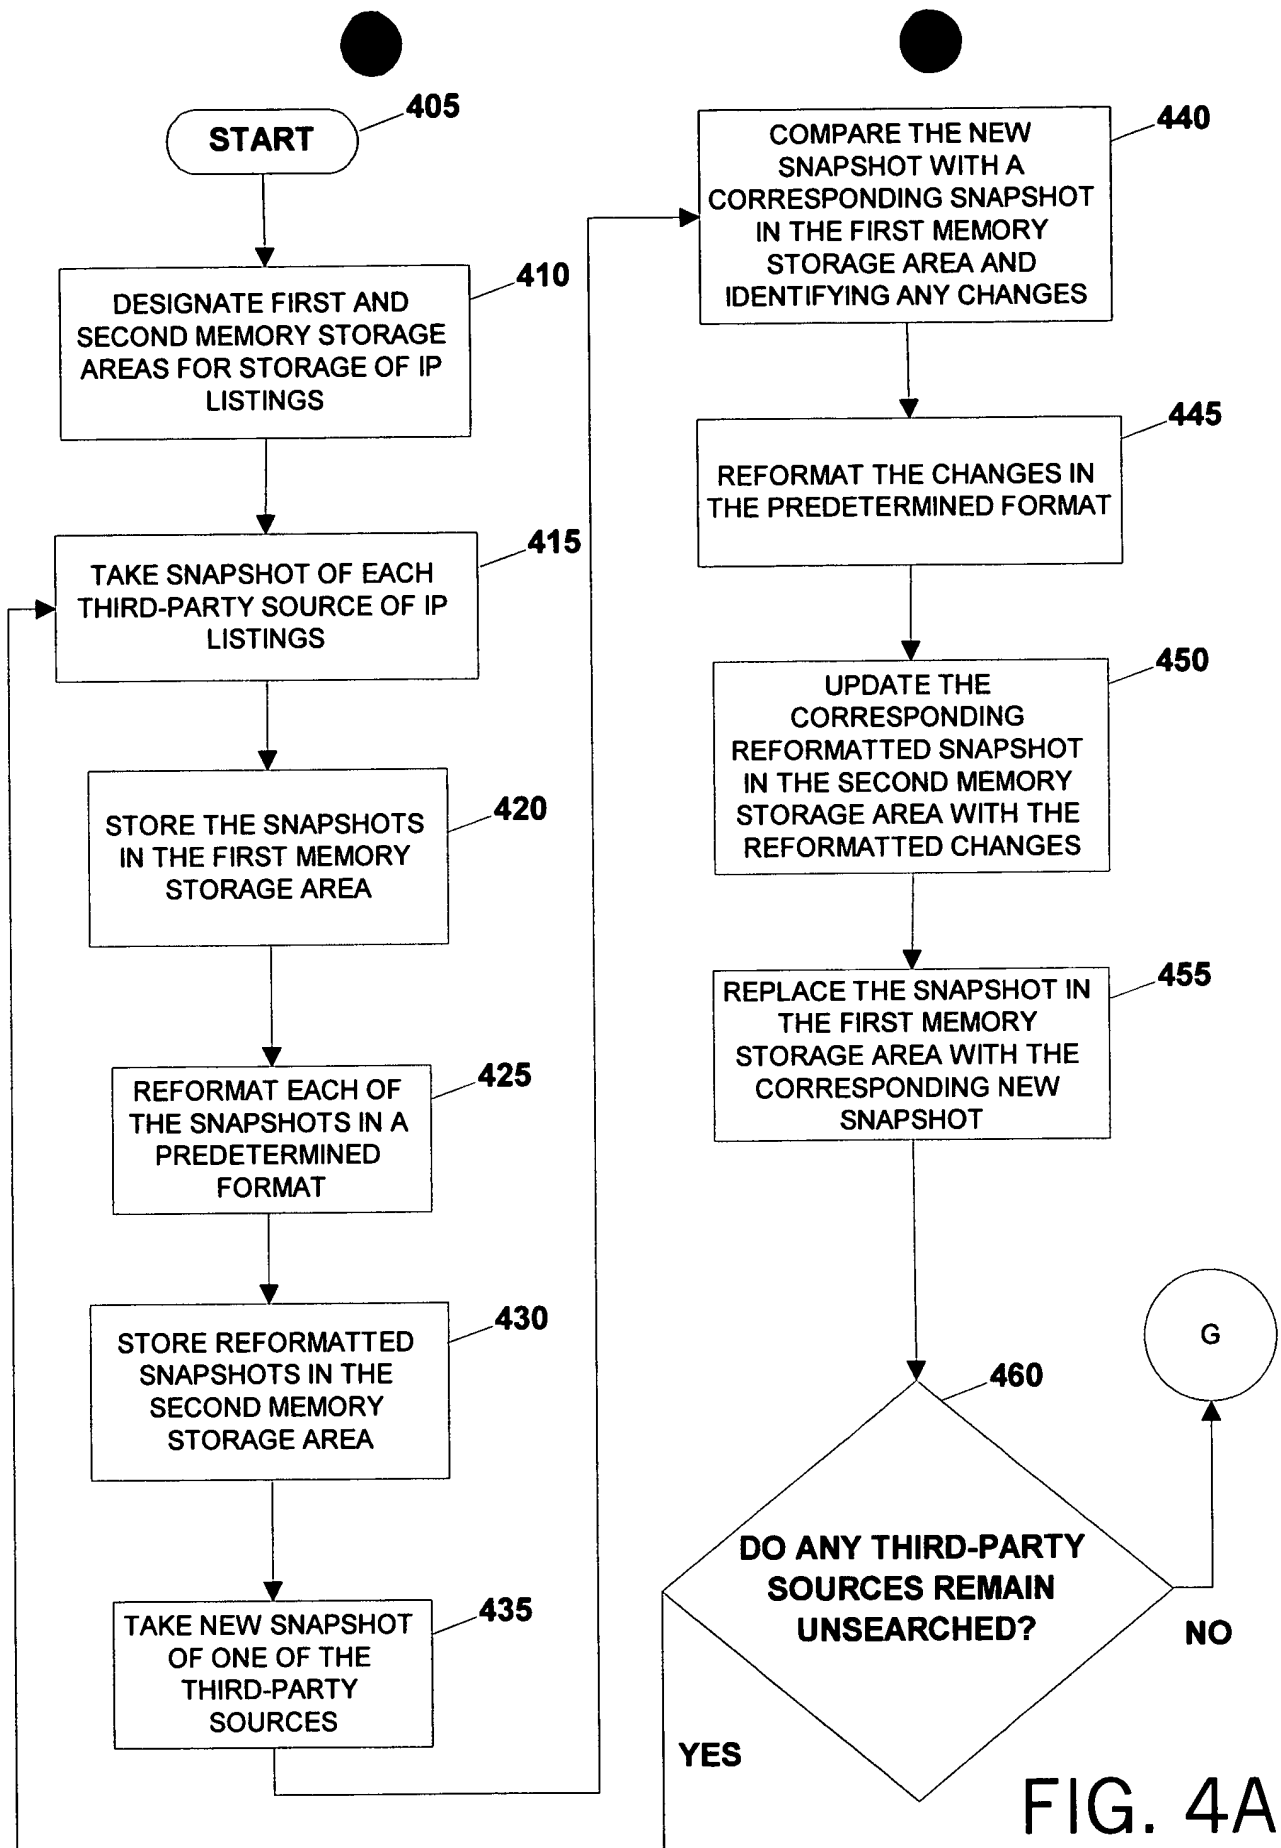 START
405
DESIGNATE FIRST AND
SECOND MEMORY STORAGE
AREAS FOR STORAGE OF IP
LISTINGS
410
TAKE SNAPSHOT OF EACH
THIRD-PARTY SOURCE OF IP
LISTINGS
415
STORE THE SNAPSHOTS
IN THE FIRST MEMORY
STORAGE AREA
420
REFORMAT EACH OF
THE SNAPSHOTS IN A
PREDETERMINED
FORMAT
425
STORE REFORMATTED
SNAPSHOTS IN THE
SECOND MEMORY
STORAGE AREA
430
TAKE NEW SNAPSHOT
OF ONE OF THE
THIRD-PARTY
SOURCES
435
COMPARE THE NEW
SNAPSHOT WITH A
CORRESPONDING SNAPSHOT
IN THE FIRST MEMORY
STORAGE AREA AND
IDENTIFYING ANY CHANGES
440
REFORMAT THE CHANGES IN
THE PREDETERMINED FORMAT
445
UPDATE THE
CORRESPONDING
REFORMATTED SNAPSHOT
IN THE SECOND MEMORY
STORAGE AREA WITH THE
REFORMATTED CHANGES
450
REPLACE THE SNAPSHOT IN
THE FIRST MEMORY
STORAGE AREA WITH THE
CORRESPONDING NEW
SNAPSHOT
455
DO ANY THIRD-PARTY
SOURCES REMAIN
UNSEARCHED?
460
G
NO
YES
FIG. 4A